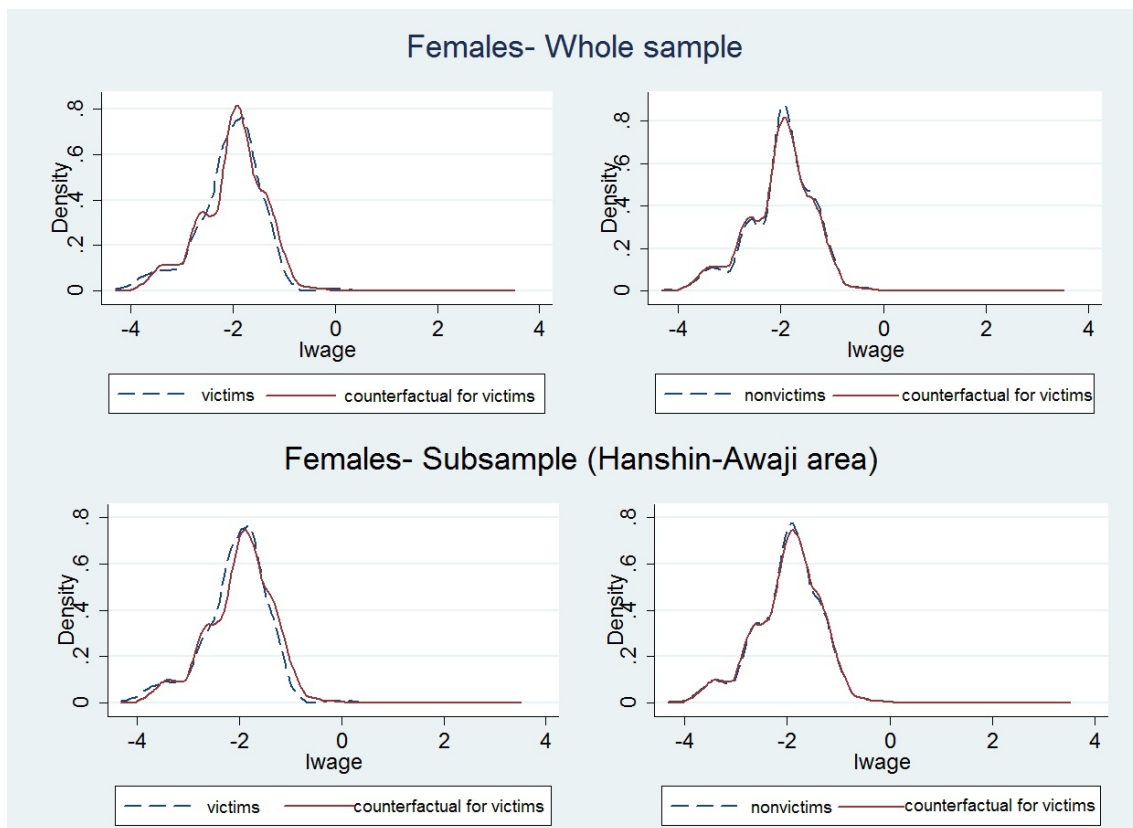 Females- Whole sample
Density
0 .2 .4 .6 .8
-4 -2 0 2 4
lwage
victims counterfactual for victims
Density
0 .2 .4 .6 .8
-4 -2 0 2 4
lwage
nonvictims counterfactual for victims
Females- Subsample (Hanshin-Awaji area)
Density
0 .2 .4 .6 .8
-4 -2 0 2 4
lwage
victims counterfactual for victims
Density
0 .2 .4 .6 .8
-4 -2 0 2 4
lwage
nonvictims counterfactual for victims